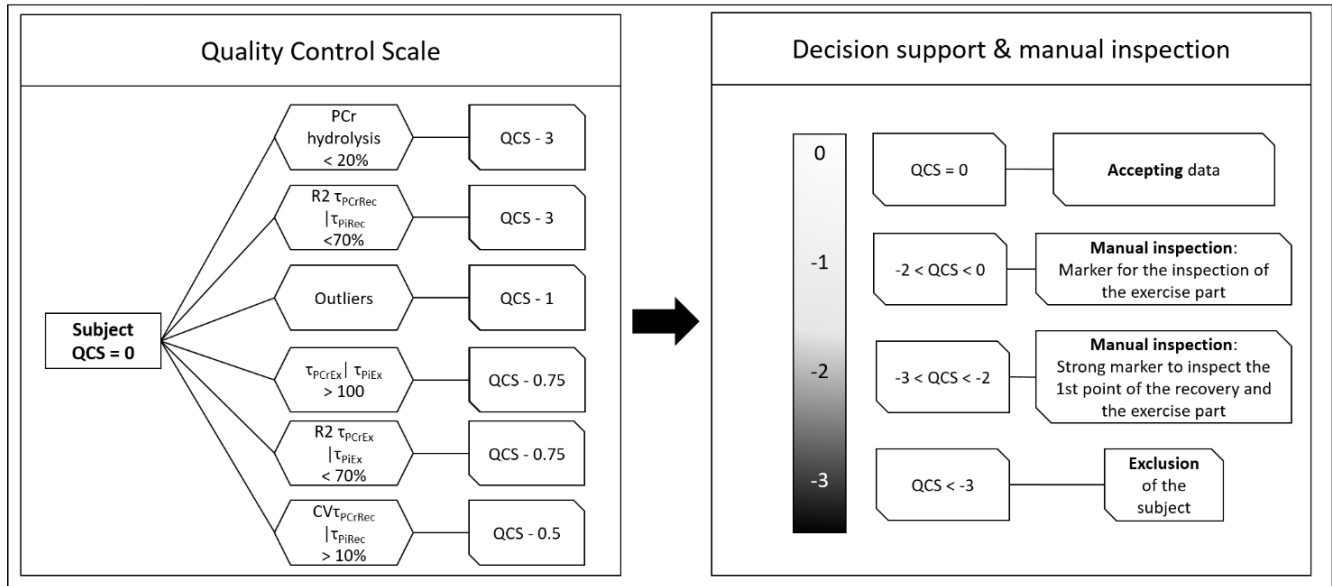 Quality Control Scale
Subject
QCS = 0
PCr
hydrolysis
< 20%
QCS - 3
R2 τPCrRec
|τPiRec
<70%
QCS - 3
Outliers
QCS - 1
τPCrEx| τPiEx
> 100
QCS - 0.75
R2 τPCrEx
|τPiEx
< 70%
QCS - 0.75
CVτPCrRec
|τPiRec
> 10%
QCS - 0.5
Decision support & manual inspection
0
-1
-2
-3
QCS = 0
Accepting data
-2 < QCS < 0
Manual inspection:
Marker for the inspection of
the exercise part
-3 < QCS < -2
Manual inspection:
Strong marker to inspect the
1st point of the recovery and
the exercise part
QCS < -3
Exclusion
of the
subject